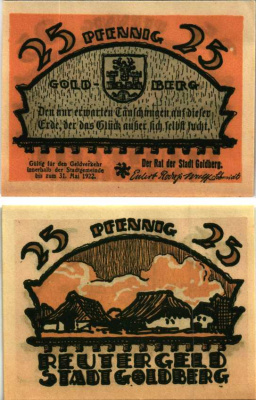 25 PFENNIG 25
GOLD- BERG
Den nur erwarten Täuschungen auf dieser
Erde, der das Glück außer sich selbst sucht.
Gültig für den Geldverkehr
innerhalb der Stadtgemeinde
bis zum 31. Mai 1922.
Der Rat der Stadt Goldberg.
25 PFENNIG 25
REUTERGELD
STADT GOLDBERG